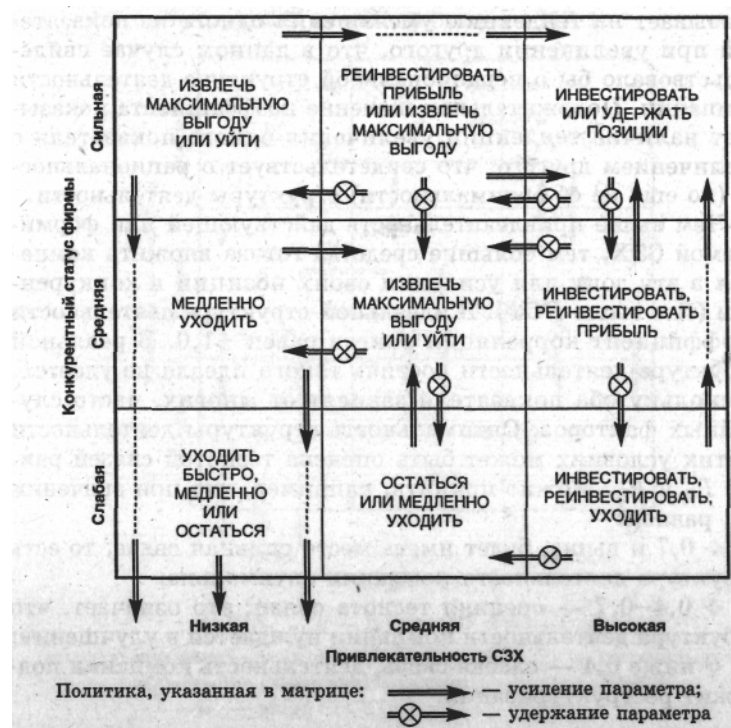 Конкурентный статус фирмы
Сильная
ИЗВЛЕЧЬ
МАКСИМАЛЬНУЮ
ВЫГОДУ
ИЛИ УЙТИ
РЕИНВЕСТИРОВАТЬ
ПРИБЫЛЬ
ИЛИ ИЗВЛЕЧЬ
МАКСИМАЛЬНУЮ
ВЫГОДУ
ИНВЕСТИРОВАТЬ
ИЛИ УДЕРЖАТЬ
ПОЗИЦИИ
Средняя
МЕДЛЕННО
УХОДИТЬ
ИЗВЛЕЧЬ
МАКСИМАЛЬНУЮ
ВЫГОДУ
ИЛИ УЙТИ
ИНВЕСТИРОВАТЬ,
РЕИНВЕСТИРОВАТЬ
ПРИБЫЛЬ
Слабая
УХОДИТЬ
БЫСТРО,
МЕДЛЕННО
ИЛИ
ОСТАТЬСЯ
ОСТАТЬСЯ
ИЛИ МЕДЛЕННО
УХОДИТЬ
ИНВЕСТИРОВАТЬ,
РЕИНВЕСТИРОВАТЬ,
УХОДИТЬ
Низкая
Средняя
Высокая
Привлекательность СЗХ
Политика, указанная в матрице:
— усиление параметра;
— удержание параметра